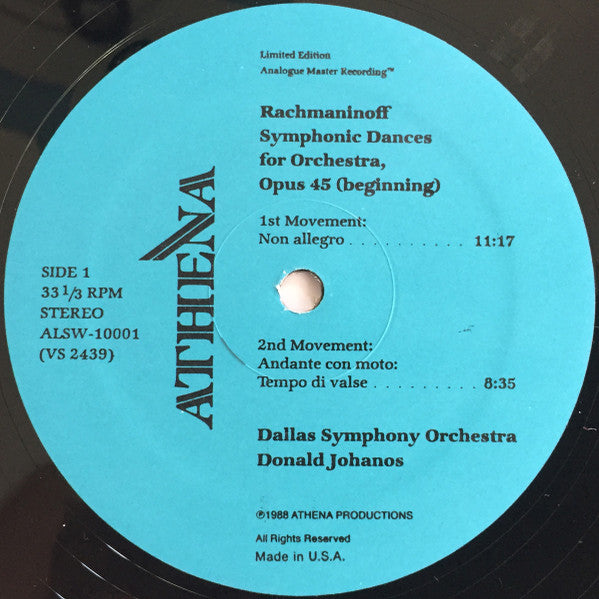 Limited Edition
Analogue Master Recording™
Rachmaninoff
Symphonic Dances
for Orchestra,
Opus 45 (beginning)
1st Movement:
Non allegro . . . . . . . . . . 11:17
SIDE 1
33 1/3 RPM
STEREO
ALSW-10001
(VS 2439)
ATHENA
2nd Movement:
Andante con moto:
Tempo di valse . . . . . . . . . 8:35
Dallas Symphony Orchestra
Donald Johanos
℗1988 ATHENA PRODUCTIONS
All Rights Reserved
Made in U.S.A.